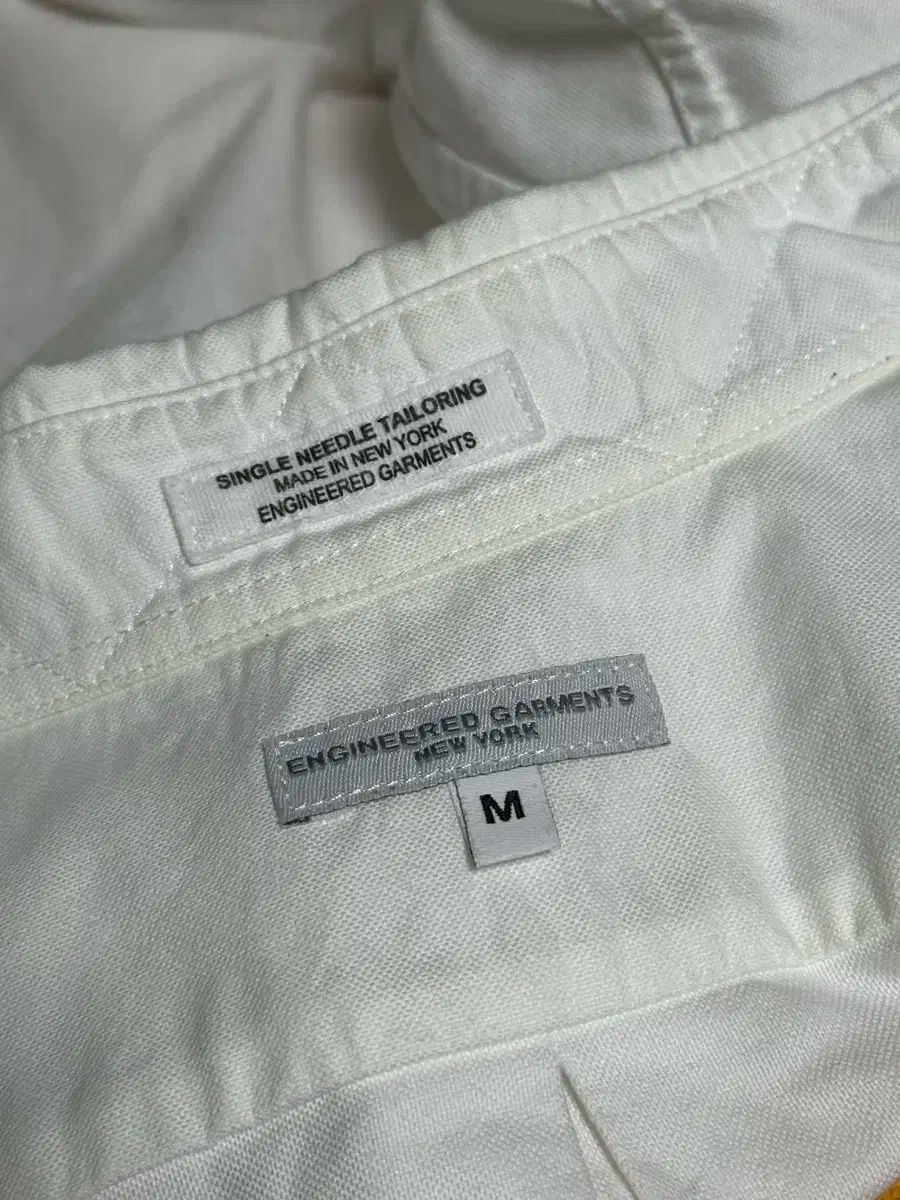 SINGLE NEEDLE TAILORING
MADE IN NEW YORK
ENGINEERED GARMENTS
ENGINEERED GARMENTS
NEW YORK
M